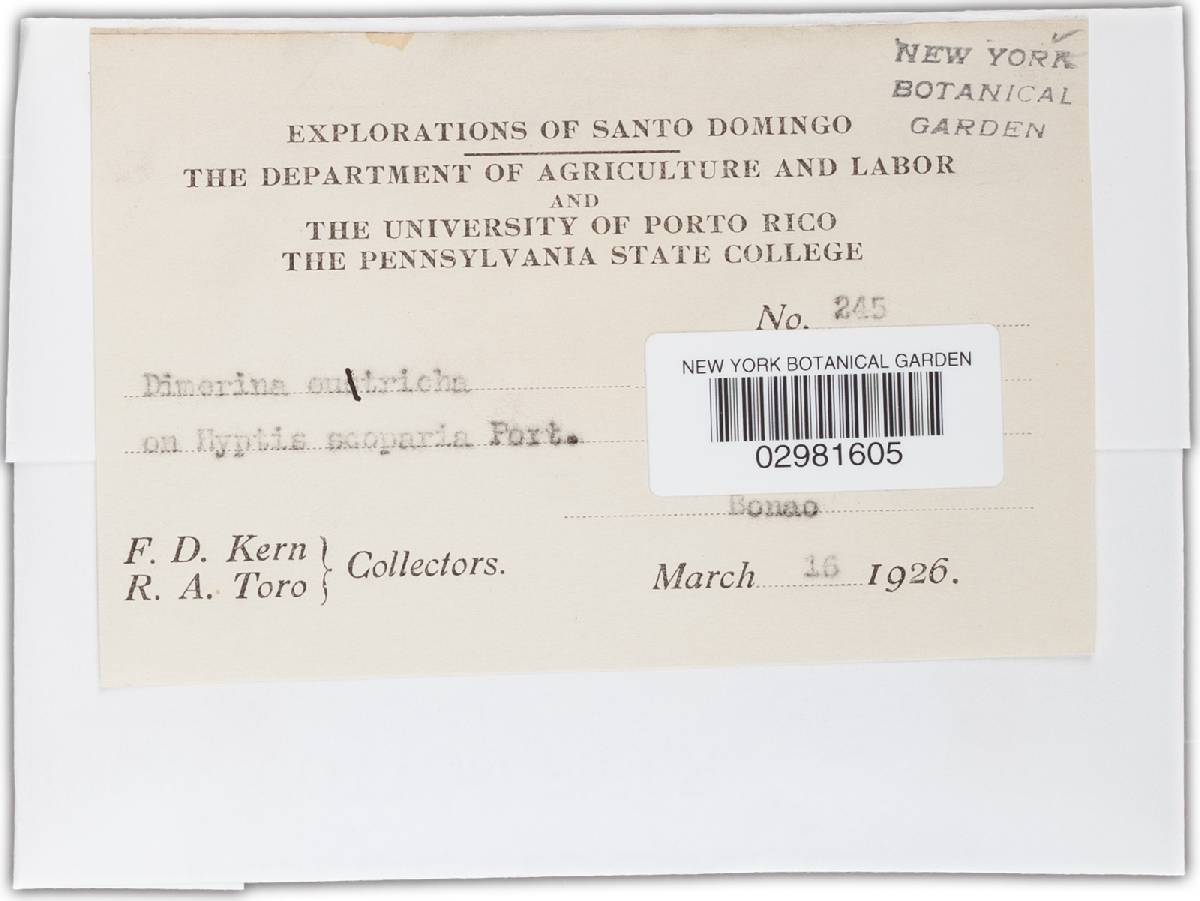 NEW YORK
BOTANICAL
GARDEN
EXPLORATIONS OF SANTO DOMINGO
THE DEPARTMENT OF AGRICULTURE AND LABOR
AND
THE UNIVERSITY OF PORTO RICO
THE PENNSYLVANIA STATE COLLEGE
No. 245
Dimerina eutricha
on Hyptis scoparia Poit.
NEW YORK BOTANICAL GARDEN
02981605
Bonao
F. D. Kern
R. A. Toro } Collectors.
March 16 1926.